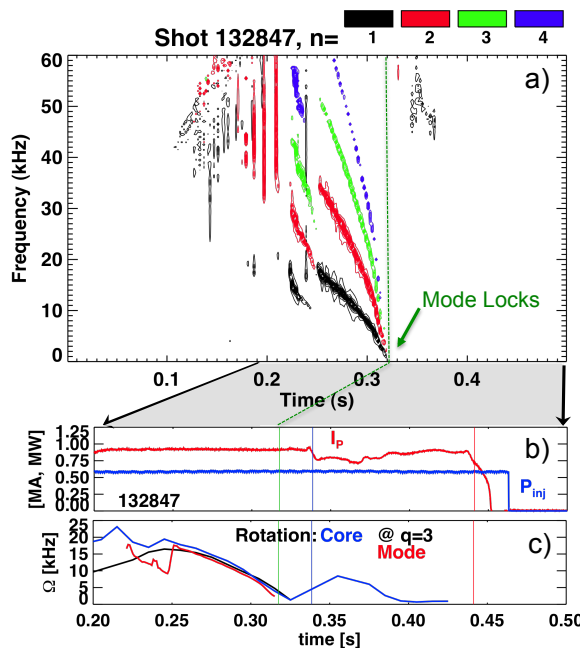 Shot 132847, n=
1 2 3 4
a)
60
50
40
30
20
10
0
Frequency (kHz)
Mode Locks
0.0 0.1 0.2 0.3 0.4
Time (s)
1.25
1.00
0.75
0.50
0.25
0.00
[MA, MW]
I_P
b)
P_inj
132847
25
20
15
10
5
0
Ω [kHz]
Rotation: Core @ q=3
Mode
c)
0.20 0.25 0.30 0.35 0.40 0.45 0.50
time [s]